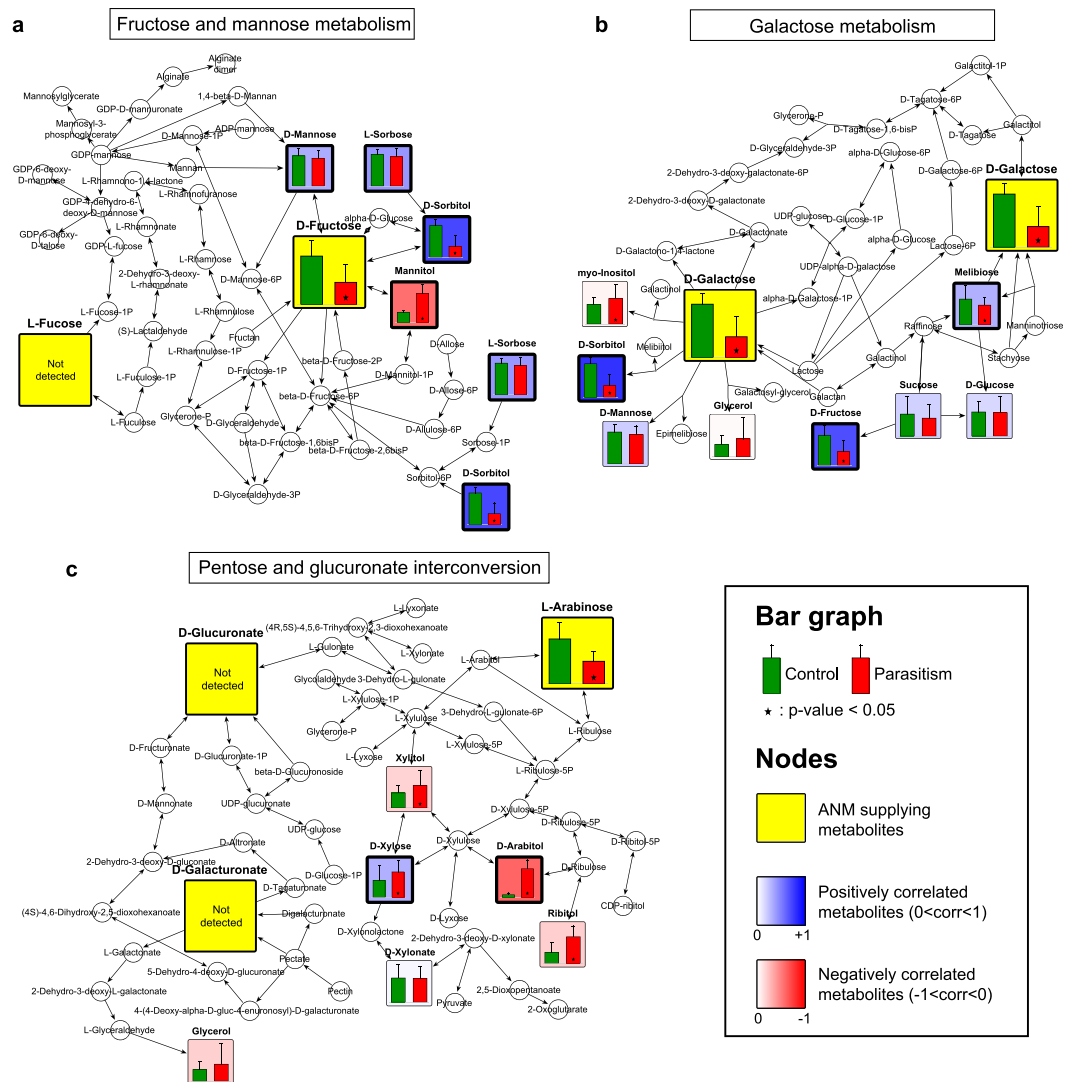 a
Fructose and mannose metabolism
Alginate
dimer
Alginate
Mannosylglycerate
GDP-D-mannuronate
1,4-beta-D-Mannan
Mannosyl-3-
phosphoglycerate
D-Mannose-1P
ADP-mannose
D-Mannose
L-Sorbose
GDP-mannose
Mannan
GDP-6-deoxy-
D-mannose
L-Rhamnono-1,4-lactone
L-Rhamnofuranose
GDP-4-dehydro-6-
deoxy-D-mannose
D-Sorbitol
alpha-D-Glucose
L-Rhamnonate
D-Fructose
GDP-6-deoxy-
D-talose
GDP-L-fucose
L-Rhamnose
Mannitol
2-Dehydro-3-deoxy-
L-rhamnonate
D-Mannose-6P
L-Fucose-1P
L-Rhamnulose
L-Fucose
Not
detected
(S)-Lactaldehyde
Fructan
L-Rhamnulose-1P
D-Allose
L-Sorbose
beta-D-Fructose-2P
D-Fructose-1P
D-Mannitol-1P
L-Fuculose-1P
D-Allose-6P
beta-D-Fructose-6P
L-Fuculose
Glycerone-P
D-Glyceraldehyde
D-Allulose-6P
beta-D-Fructose-1,6bisP
beta-D-Fructose-2,6bisP
Sorbose-1P
Sorbitol-6P
D-Sorbitol
D-Glyceraldehyde-3P
b
Galactose metabolism
Galactitol-1P
D-Tagatose-6P
Glycerone-P
D-Tagatose-1,6-bisP
D-Tagatose
Galactitol
D-Glyceraldehyde-3P
alpha-D-Glucose-6P
D-Galactose
2-Dehydro-3-deoxy-galactonate-6P
D-Galactose-6P
2-Dehydro-3-deoxy-D-galactonate
UDP-glucose
D-Glucose-1P
D-Galactonate
alpha-D-Glucose
Lactose-6P
D-Galactono-1,4-lactone
UDP-alpha-D-galactose
myo-Inositol
Galactinol
D-Galactose
Melibiose
alpha-D-Galactose-1P
Raffinose
Manninotriose
Melibiitol
D-Sorbitol
Galactinol
Stachyose
Lactose
Sucrose
D-Glucose
Galactosyl-glycerol
Galactan
D-Mannose
Epimelibiose
Glycerol
D-Fructose
c
Pentose and glucuronate interconversion
L-Lyxonate
L-Arabinose
(4R,5S)-4,5,6-Trihydroxy-2,3-dioxohexanoate
D-Glucuronate
Not
detected
L-Gulonate
L-Xylonate
L-Arabitol
Glycolaldehyde
3-Dehydro-L-gulonate
L-Xylulose-1P
3-Dehydro-L-gulonate-6P
L-Xylulose
Glycerone-P
L-Ribulose
L-Xylulose-5P
D-Fructuronate
L-Lyxose
Xylitol
D-Glucuronate-1P
beta-D-Glucuronoside
L-Ribulose-5P
D-Mannonate
UDP-glucuronate
D-Xylulose-5P
D-Ribulose-5P
UDP-glucose
D-Altronate
D-Xylose
D-Xylulose
D-Arabitol
D-Ribitol-5P
2-Dehydro-3-deoxy-D-gluconate
D-Galacturonate
Not
detected
D-Glucose-1P
D-Ribulose
D-Tagaturonate
(4S)-4,6-Dihydroxy-2,5-dioxohexanoate
Digalacturonate
D-Lyxose
Ribitol
CDP-ribitol
D-Xylonolactone
2-Dehydro-3-deoxy-D-xylonate
L-Galactonate
D-Xylonate
Pectate
5-Dehydro-4-deoxy-D-glucuronate
2-Dehydro-3-deoxy-L-galactonate
Pectin
2,5-Dioxopentanoate
Pyruvate
2-Oxoglutarate
4-(4-Deoxy-alpha-D-gluc-4-enuronosyl)-D-galacturonate
L-Glyceraldehyde
Glycerol
Bar graph
Control
Parasitism
★ : p-value < 0.05
Nodes
ANM supplying
metabolites
Positively correlated
metabolites (0<corr<1)
0 +1
Negatively correlated
metabolites (-1<corr<0)
0 -1